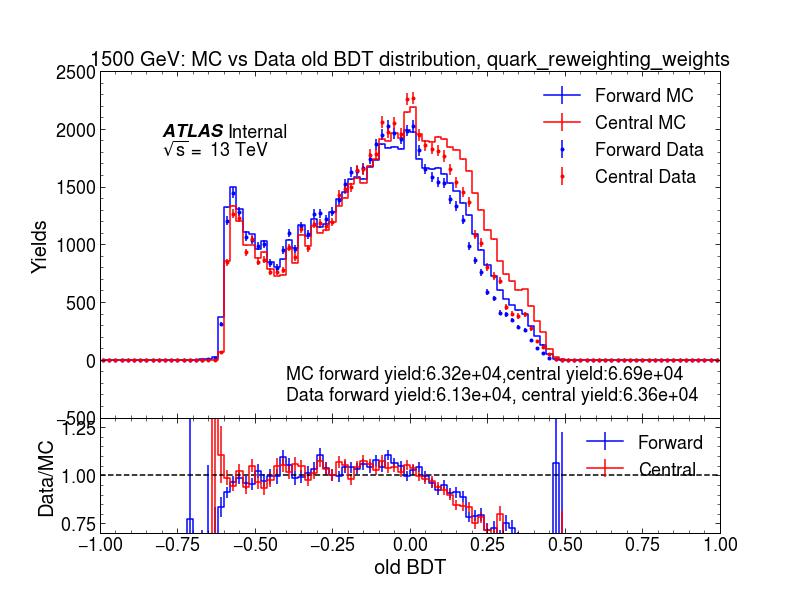 1500 GeV: MC vs Data old BDT distribution, quark_reweighting_weights
2500
2000
1500
1000
500
0
−500
Yields
ATLAS Internal
√s = 13 TeV
Forward MC
Central MC
Forward Data
Central Data
MC forward yield:6.32e+04,central yield:6.69e+04
Data forward yield:6.13e+04, central yield:6.36e+04
1.25
1.00
0.75
Data/MC
Forward
Central
−1.00 −0.75 −0.50 −0.25 0.00 0.25 0.50 0.75 1.00
old BDT